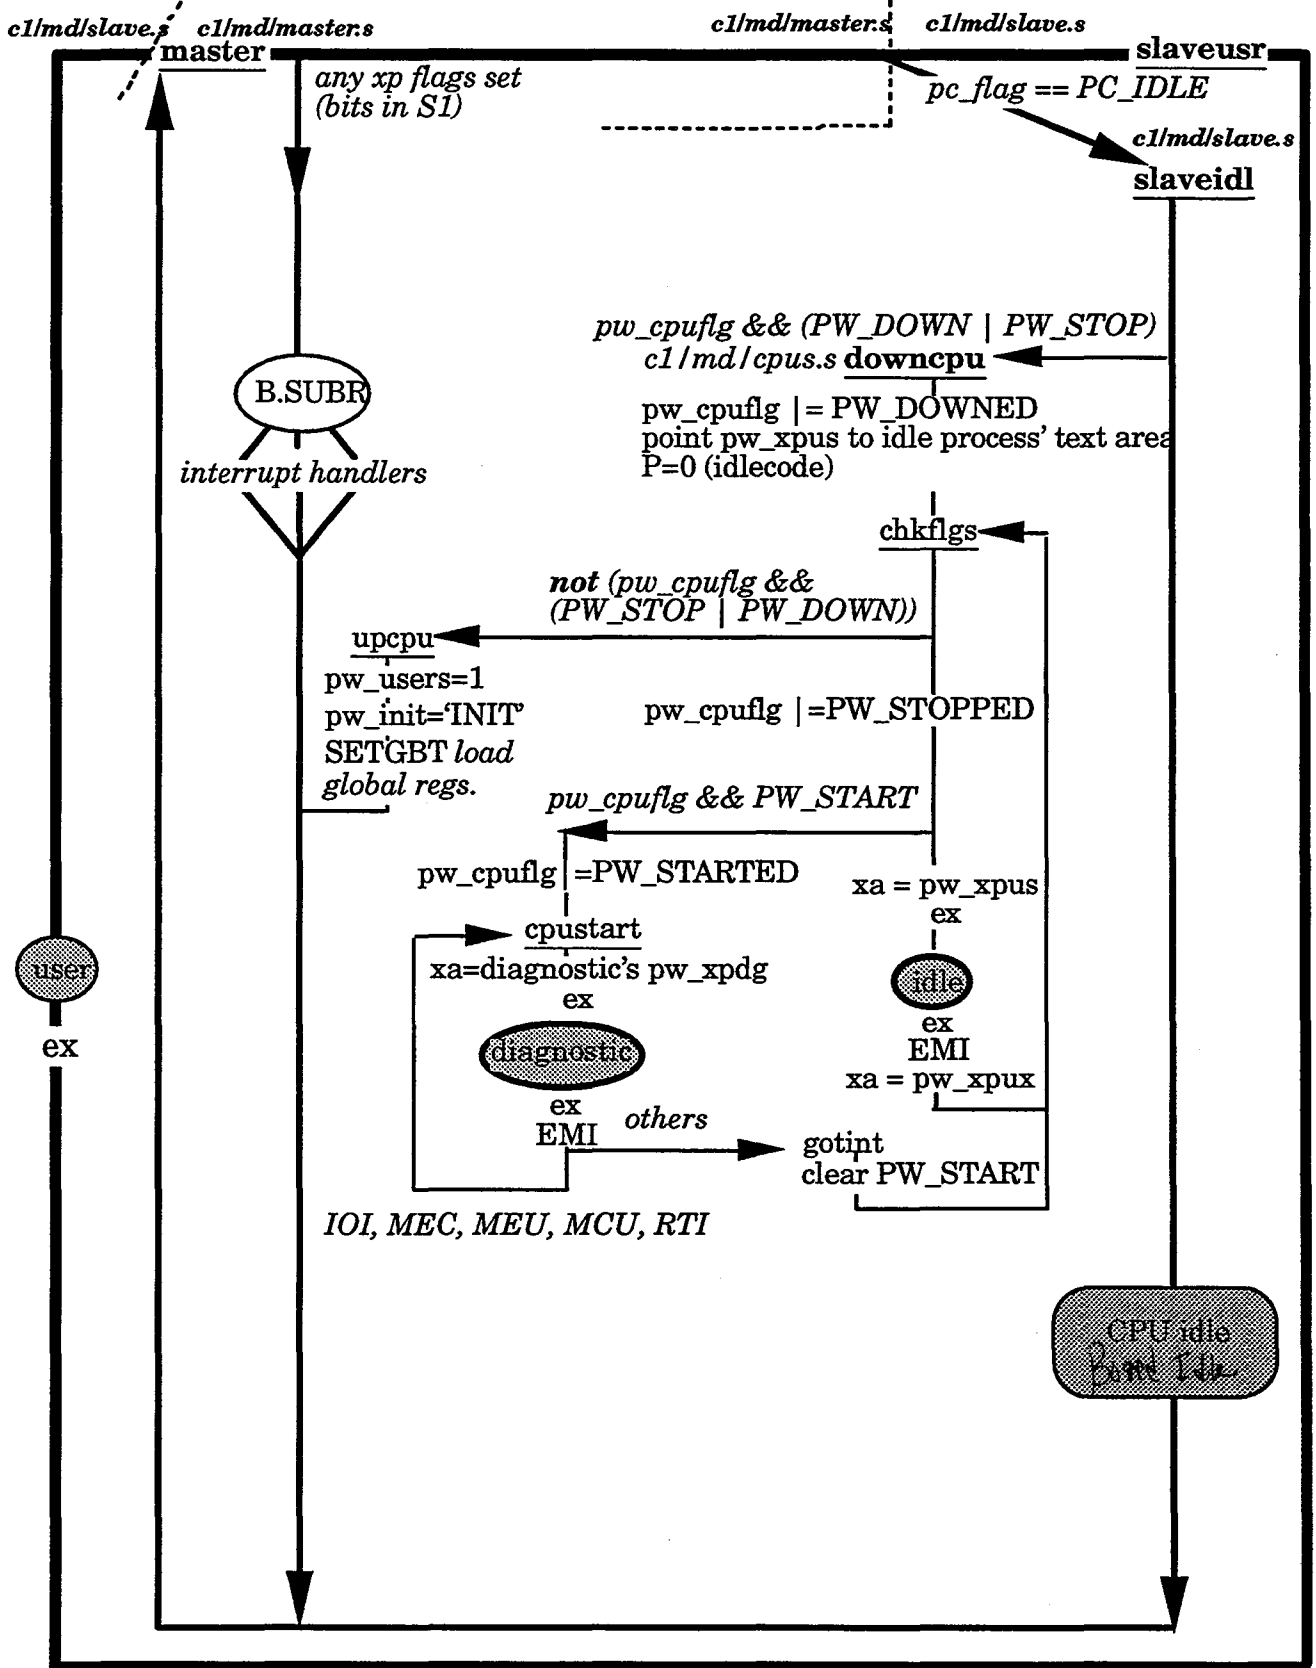 c1/md/slave.s c1/md/master.s c1/md/master.s c1/md/slave.s
master slaveusr
any xp flags set
(bits in S1)
pc_flag == PC_IDLE
c1/md/slave.s
slaveidl
pw_cpuflg && (PW_DOWN | PW_STOP)
c1/md/cpus.s downcpu
B.SUBR
pw_cpuflg |= PW_DOWNED
point pw_xpus to idle process' text area
P=0 (idlecode)
interrupt handlers
chkflgs
not (pw_cpuflg &&
(PW_STOP | PW_DOWN))
upcpu
pw_users=1
pw_init='INIT'
SETGBT load
global regs.
pw_cpuflg |=PW_STOPPED
pw_cpuflg && PW_START
pw_cpuflg |=PW_STARTED
xa = pw_xpus
ex
cpustart
xa=diagnostic's pw_xpdg
ex
user
idle
ex
diagnostic
ex
EMI
xa = pw_xpux
ex
EMI
others
gotint
clear PW_START
IOI, MEC, MEU, MCU, RTI
CPU idle
Idle